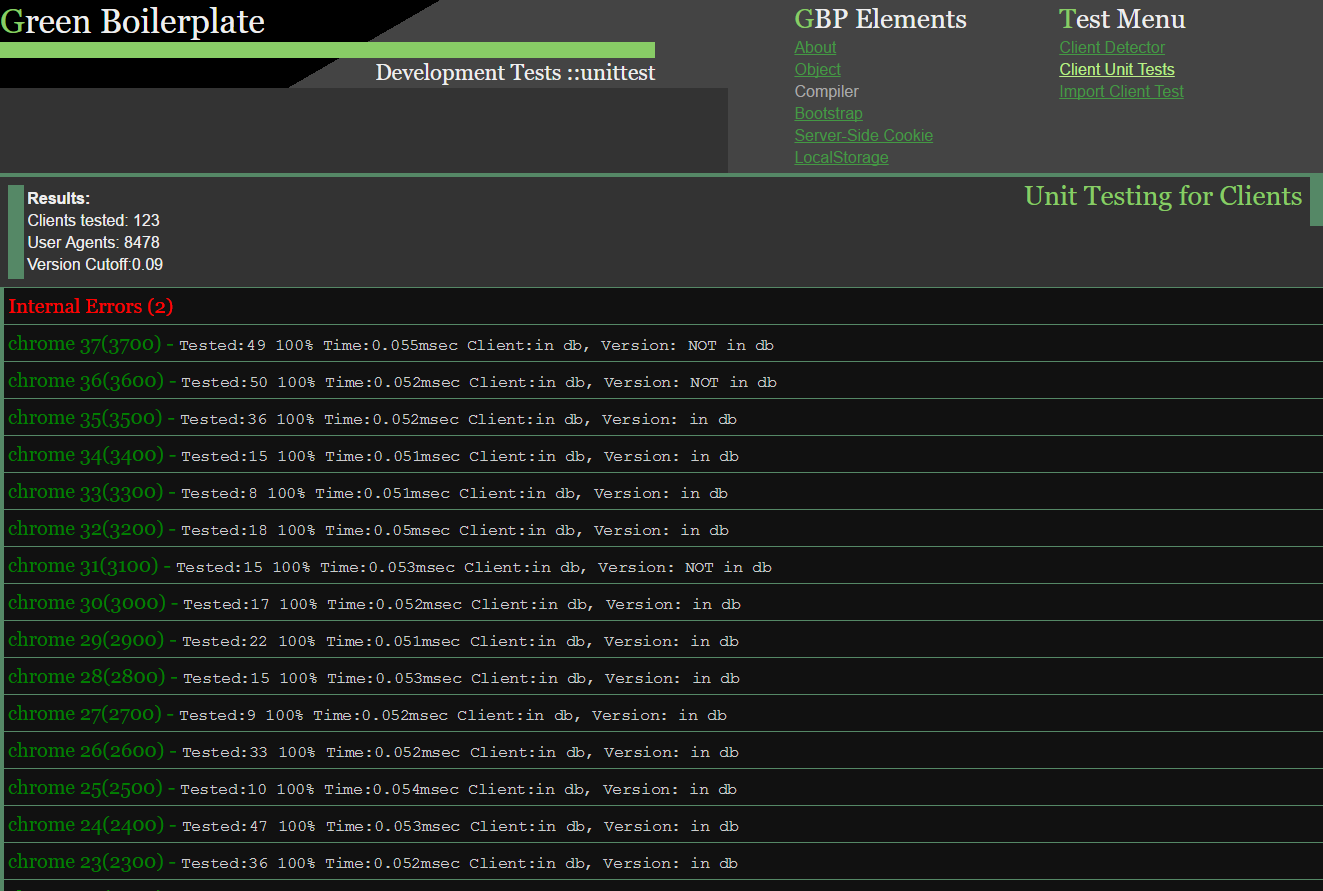 Green Boilerplate
Development Tests ::unittest
GBP Elements
About
Object
Compiler
Bootstrap
Server-Side Cookie
LocalStorage
Test Menu
Client Detector
Client Unit Tests
Import Client Test
Results:
Clients tested: 123
User Agents: 8478
Version Cutoff:0.09
Unit Testing for Clients
Internal Errors (2)
chrome 37(3700) - Tested:49 100% Time:0.055msec Client:in db, Version: NOT in db
chrome 36(3600) - Tested:50 100% Time:0.052msec Client:in db, Version: NOT in db
chrome 35(3500) - Tested:36 100% Time:0.052msec Client:in db, Version: in db
chrome 34(3400) - Tested:15 100% Time:0.051msec Client:in db, Version: in db
chrome 33(3300) - Tested:8 100% Time:0.051msec Client:in db, Version: in db
chrome 32(3200) - Tested:18 100% Time:0.05msec Client:in db, Version: in db
chrome 31(3100) - Tested:15 100% Time:0.053msec Client:in db, Version: NOT in db
chrome 30(3000) - Tested:17 100% Time:0.052msec Client:in db, Version: in db
chrome 29(2900) - Tested:22 100% Time:0.051msec Client:in db, Version: in db
chrome 28(2800) - Tested:15 100% Time:0.053msec Client:in db, Version: in db
chrome 27(2700) - Tested:9 100% Time:0.052msec Client:in db, Version: in db
chrome 26(2600) - Tested:33 100% Time:0.052msec Client:in db, Version: in db
chrome 25(2500) - Tested:10 100% Time:0.054msec Client:in db, Version: in db
chrome 24(2400) - Tested:47 100% Time:0.053msec Client:in db, Version: in db
chrome 23(2300) - Tested:36 100% Time:0.052msec Client:in db, Version: in db